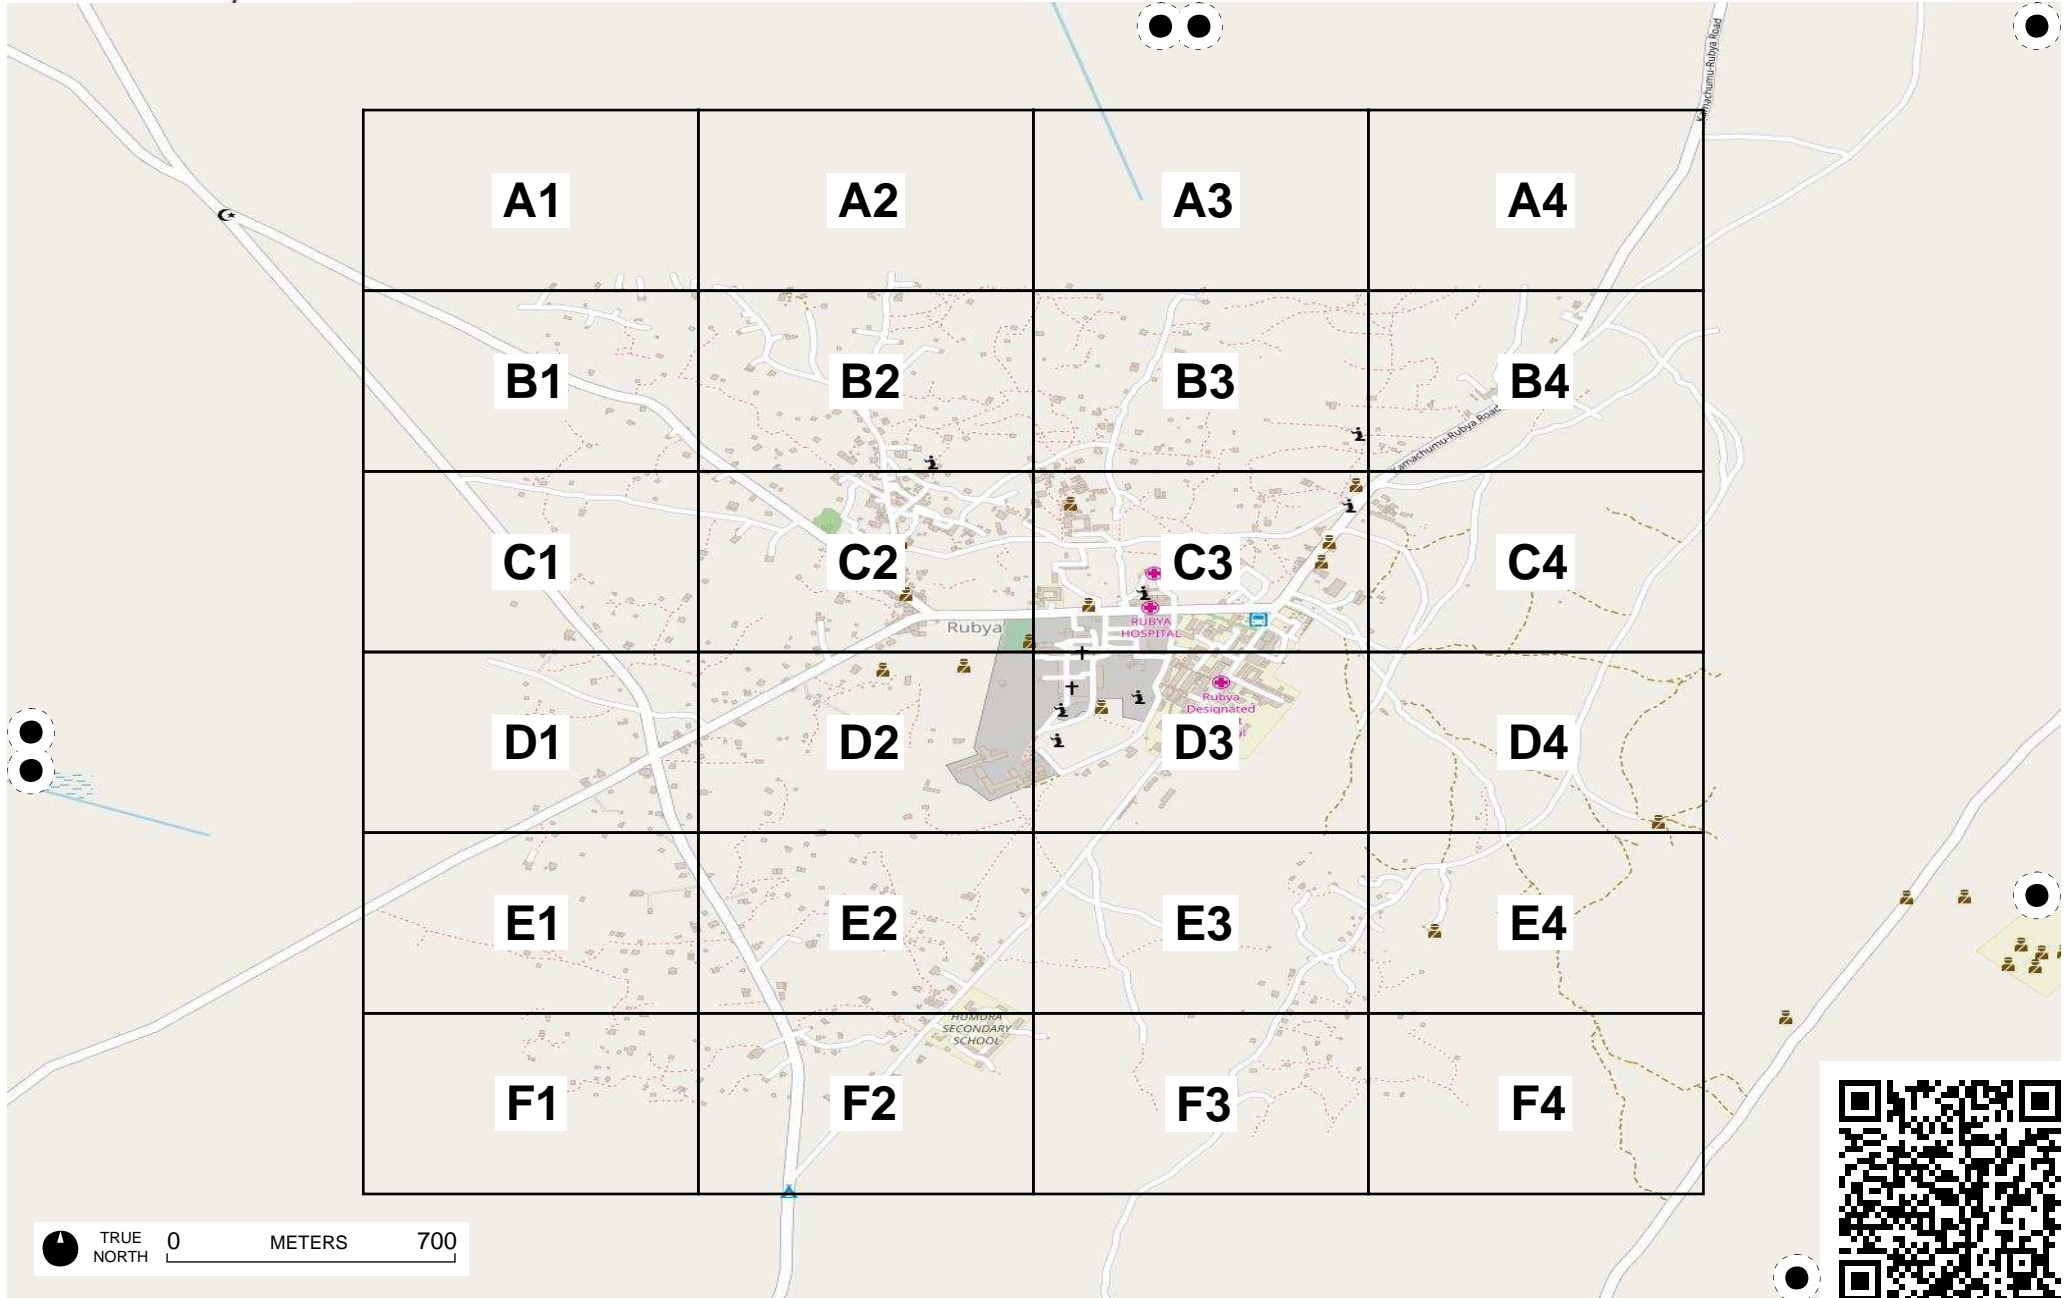 Kamachumu-Rubya Road
A1
A2
A3
A4
B1
B2
B3
B4
Kamachumu-Rubya Road
C1
C2
C3
C4
Rubya
RUBYA
HOSPITAL
D1
D2
D3
D4
Rubya
Designated
E1
E2
E3
E4
HUMURA
SECONDARY
SCHOOL
F1
F2
F3
F4
TRUE
NORTH
0 METERS 700